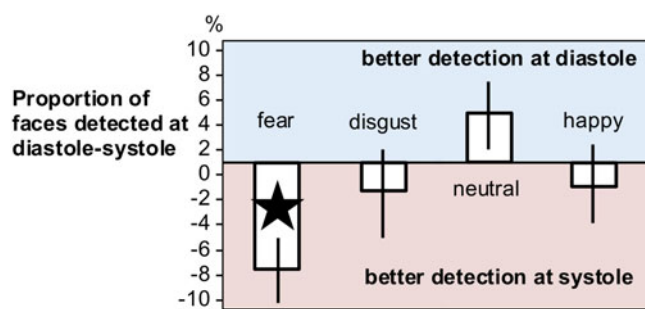 %
10
8
6
4
2
0
-2
-4
-6
-8
-10
Proportion of
faces detected at
diastole-systole
better detection at diastole
fear
disgust
happy
neutral
better detection at systole